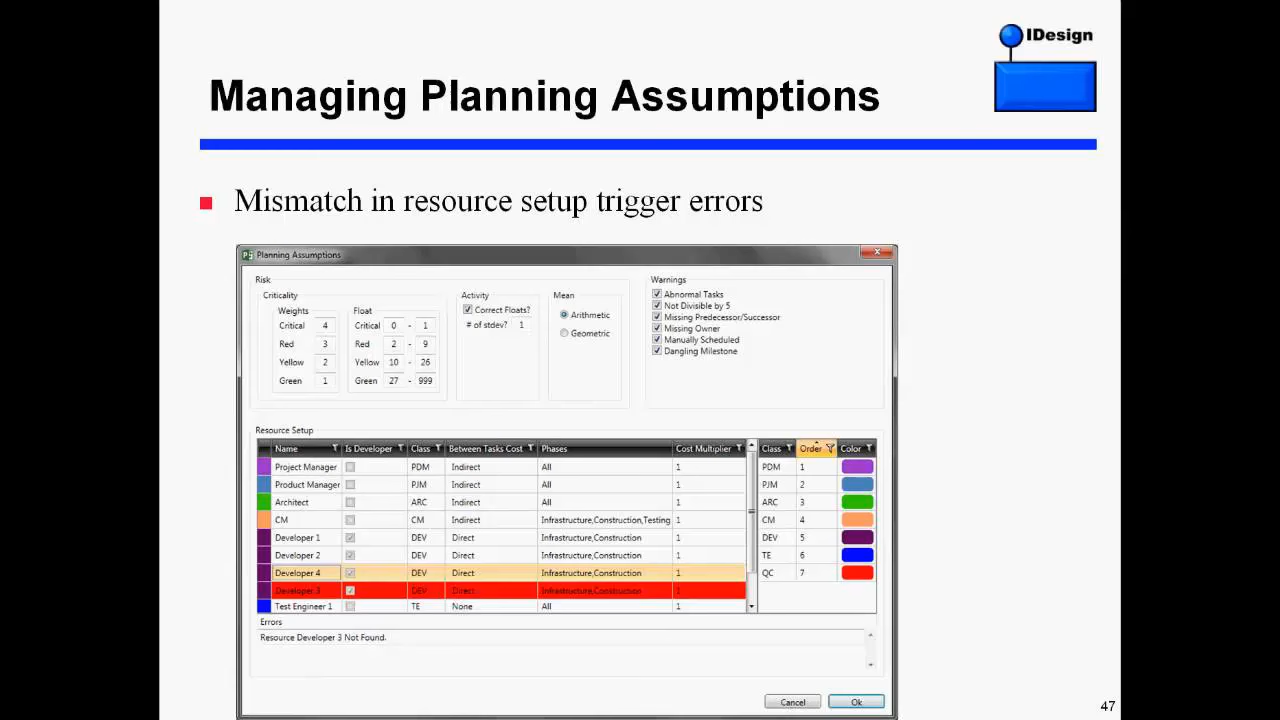 IDesign
Managing Planning Assumptions
Mismatch in resource setup trigger errors
Planning Assumptions
Risk
Criticality
Weights
Critical 4
Red 3
Yellow 2
Green 1
Float
Critical 0 - 1
Red 2 - 9
Yellow 10 - 26
Green 27 - 999
Activity
Correct Floats?
# of stdev? 1
Mean
Arithmetic
Geometric
Warnings
Abnormal Tasks
Not Divisible by 5
Missing Predecessor/Successor
Missing Owner
Manually Scheduled
Dangling Milestone
Resource Setup
Name Is Developer Class Between Tasks Cost Phases Cost Multiplier
Project Manager PDM Indirect All 1
Product Manager PJM Indirect All 1
Architect ARC Indirect All 1
CM CM Indirect Infrastructure,Construction,Testing 1
Developer 1 DEV Direct Infrastructure,Construction 1
Developer 2 DEV Direct Infrastructure,Construction 1
Developer 4 DEV Direct Infrastructure,Construction 1
Developer 3 DEV Direct Infrastructure,Construction 1
Test Engineer 1 TE None All 1
Class Order Color
PDM 1
PJM 2
ARC 3
CM 4
DEV 5
TE 6
QC 7
Errors
Resource Developer 3 Not Found.
Cancel Ok
47